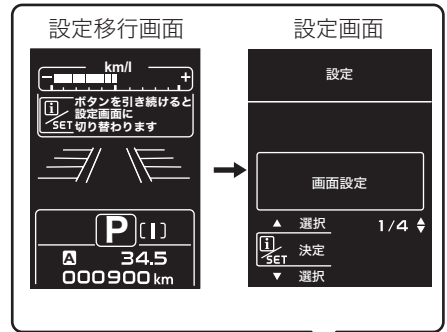 設定移行画面
km/l
− +
i/SET ボタンを引き続けると
設定画面に
切り替わります
P [I]
A 34.5
000900 km
設定画面
設定
画面設定
▲ 選択 1/4
i/SET 決定
▼ 選択